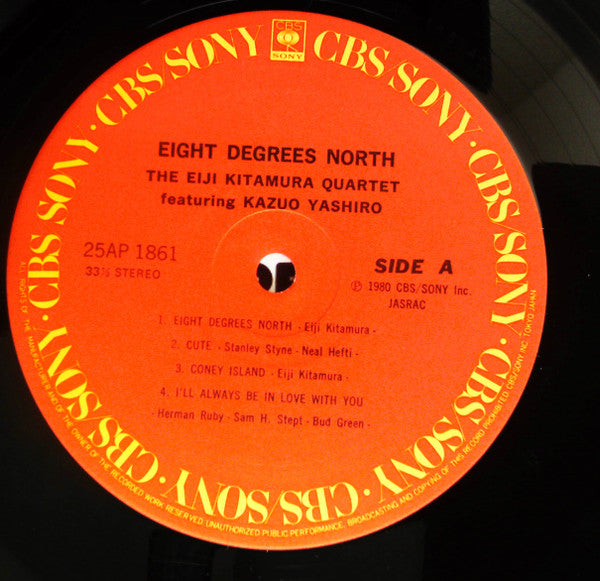 CBS
SONY
CBS/SONY · CBS/SONY · CBS/SONY · CBS/SONY · CBS/SONY · CBS/SONY · CBS/SONY
EIGHT DEGREES NORTH
THE EIJI KITAMURA QUARTET
featuring KAZUO YASHIRO
25AP 1861
33⅓ STEREO
SIDE A
Ⓟ 1980 CBS/SONY Inc.
JASRAC
1. EIGHT DEGREES NORTH - Eiji Kitamura -
2. CUTE - Stanley Styne - Neal Hefti -
3. CONEY ISLAND - Eiji Kitamura -
4. I'LL ALWAYS BE IN LOVE WITH YOU
- Herman Ruby - Sam H. Stept - Bud Green -
ALL RIGHTS OF THE MANUFACTURER AND OF THE OWNER OF THE RECORDED WORK RESERVED. UNAUTHORIZED PUBLIC PERFORMANCE, BROADCASTING AND COPYING OF THIS RECORD PROHIBITED. CBS/SONY INC. TOKYO JAPAN